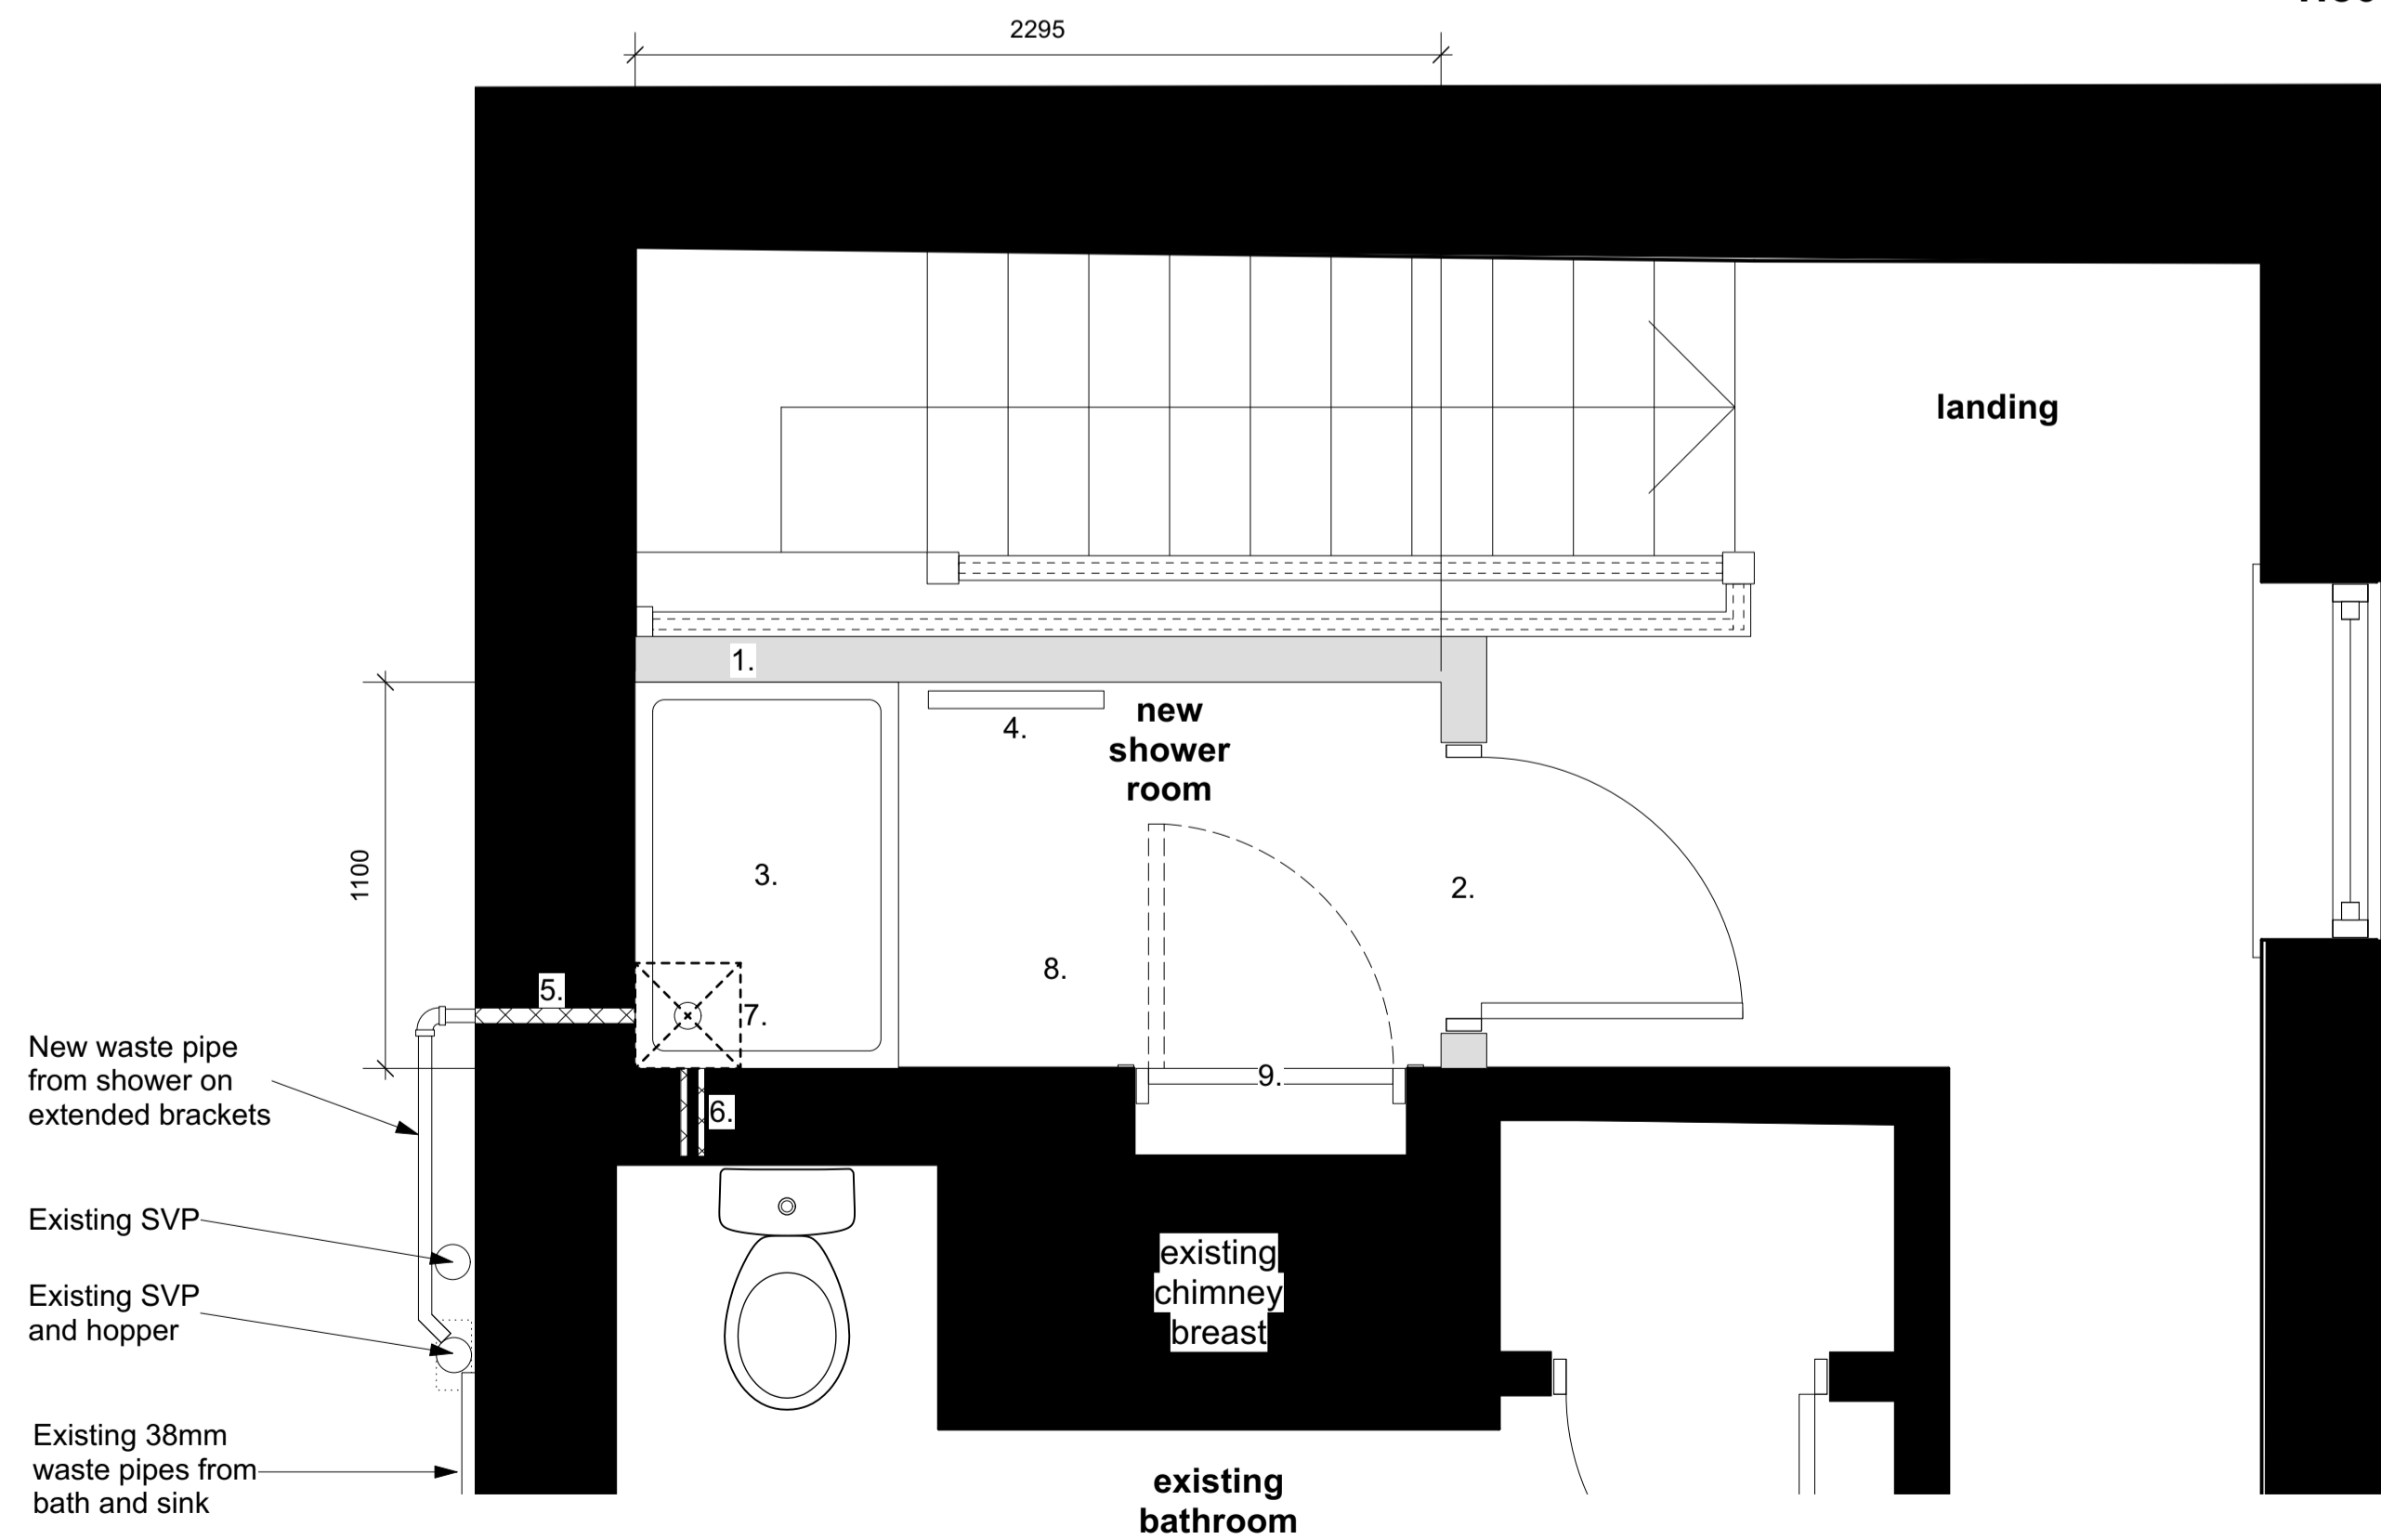 2295
landing
1.
new
shower
room
4.
1100
3.
2.
8.
5.
7.
New waste pipe
from shower on
extended brackets
9.
6.
Existing SVP
existing
chimney
breast
Existing SVP
and hopper
Existing 38mm
waste pipes from
bath and sink
existing
bathroom